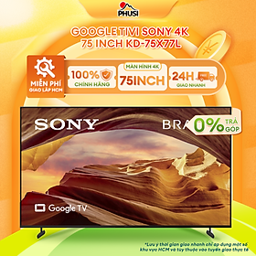 PHUSI
GOOGLE TIVI SONY 4K
75 INCH KD-75X77L
MIỄN PHÍ
GIAO LẮP HCM
100%
CHÍNH HÃNG
MÀN HÌNH 4K
75INCH
24H
GIAO NHANH
SONY
BRA
0% TRẢ GÓP
Google TV
*Lưu ý thời gian giao nhanh chỉ áp dụng một số
khu vực HCM và tùy thuộc vào tuyến giao thực tế